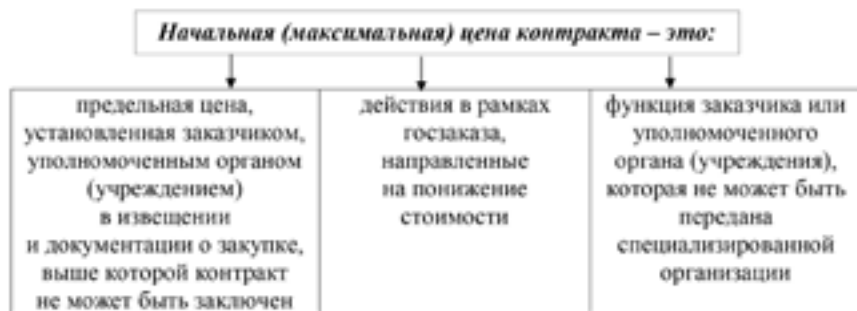 Начальная (максимальная) цена контракта – это:
предельная цена,
установленная заказчиком,
уполномоченным органом
(учреждением)
в извещении
и документации о закупке,
выше которой контракт
не может быть заключен
действия в рамках
госзаказа,
направленные
на понижение
стоимости
функция заказчика или
уполномоченного
органа (учреждения),
которая не может быть
передана
специализированной
организации